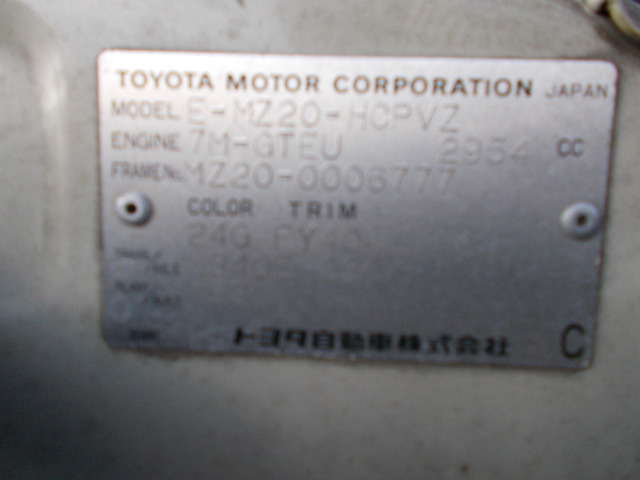 TOYOTA MOTOR CORPORATION JAPAN
MODEL E-MZ20-HCPVZ
ENGINE 7M-GTEU 2954 CC
FRAME No. MZ20-0006777
COLOR TRIM
24G
トヨタ自動車株式会社 C